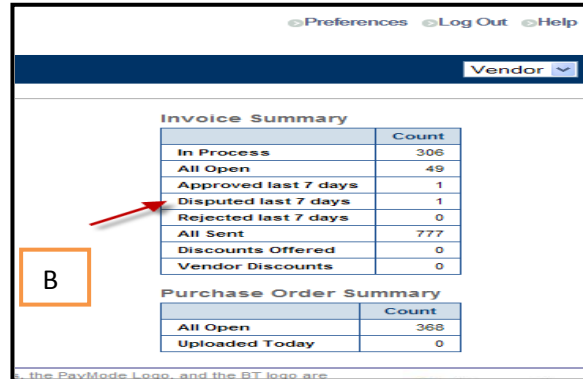 Preferences Log Out Help
Vendor
Invoice Summary
Count
In Process 306
All Open 49
Approved last 7 days 1
Disputed last 7 days 1
Rejected last 7 days 0
All Sent 777
Discounts Offered 0
Vendor Discounts 0
B
Purchase Order Summary
Count
All Open 368
Uploaded Today 0
s, the PayMode Logo, and the BT logo are